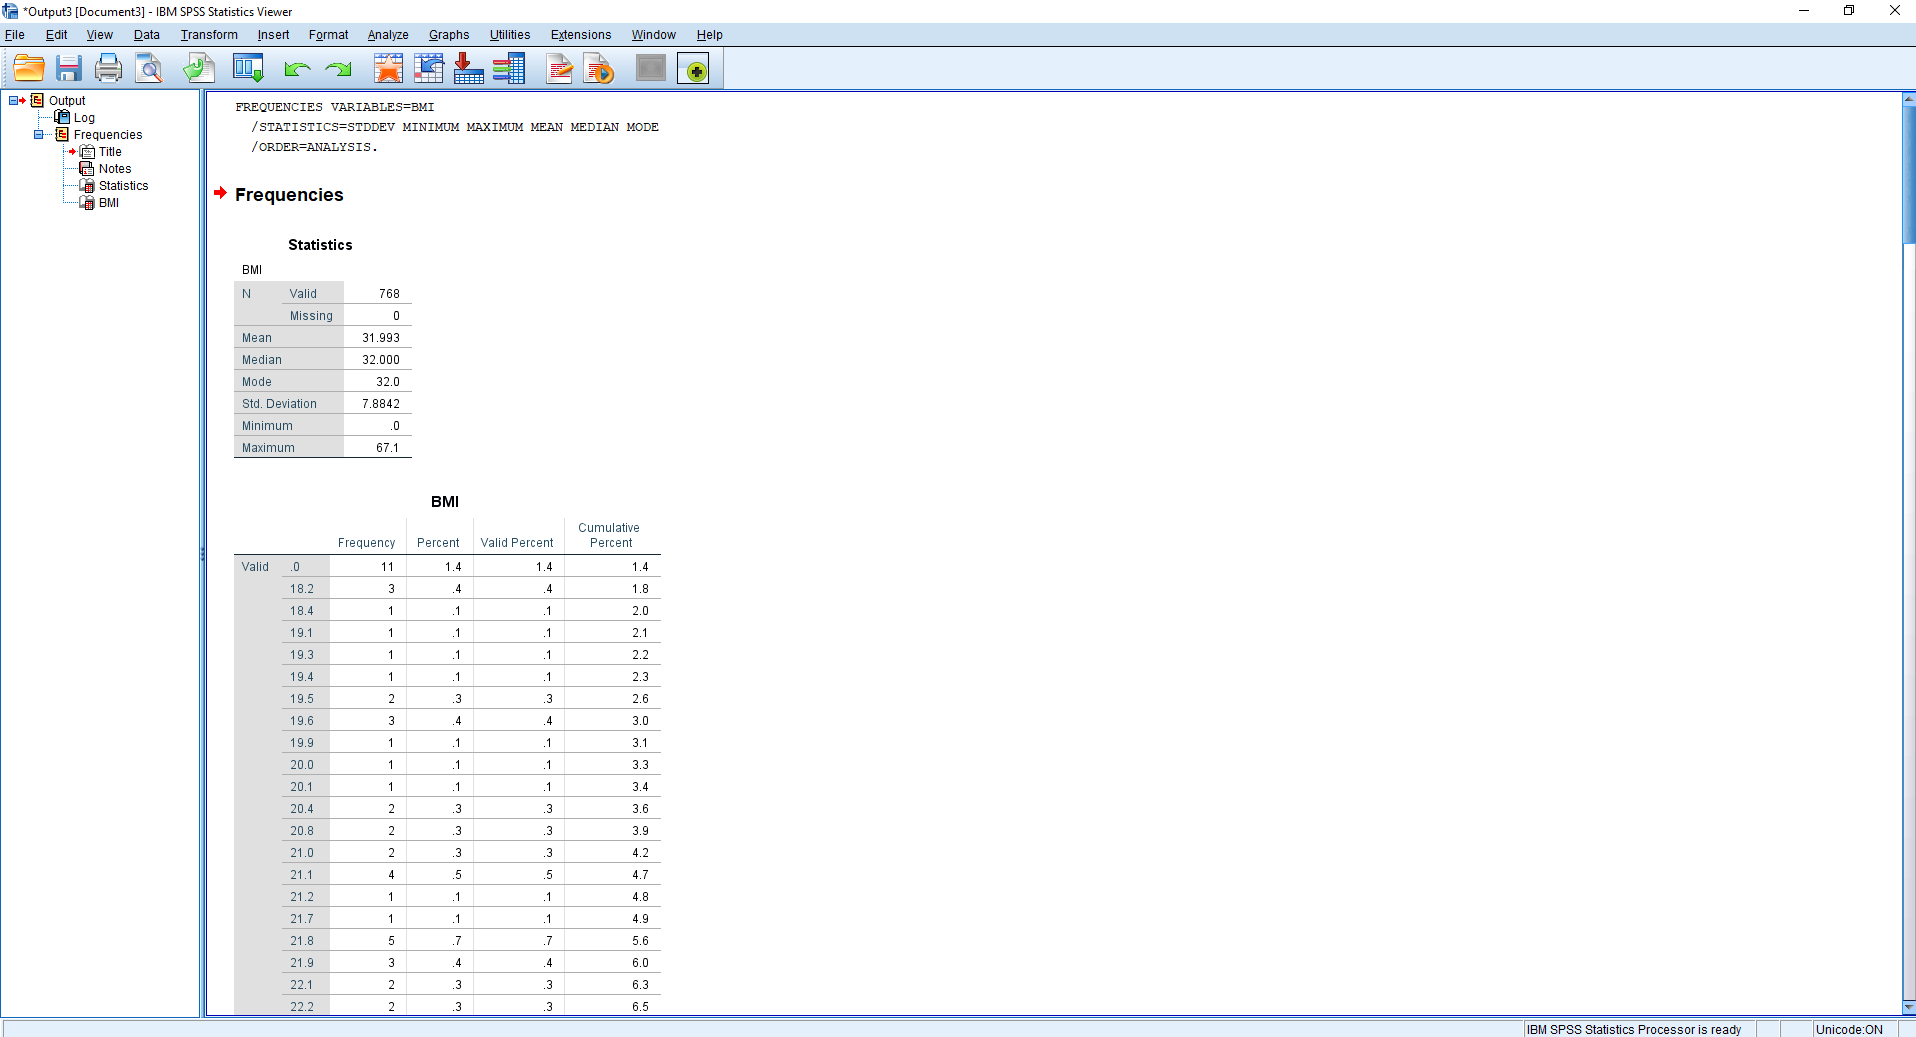 *Output3 [Document3] - IBM SPSS Statistics Viewer
File Edit View Data Transform Insert Format Analyze Graphs Utilities Extensions Window Help
Output
Log
Frequencies
Title
Notes
Statistics
BMI
FREQUENCIES VARIABLES=BMI
/STATISTICS=STDDEV MINIMUM MAXIMUM MEAN MEDIAN MODE
/ORDER=ANALYSIS.
Frequencies
Statistics
BMI
N Valid 768
Missing 0
Mean 31.993
Median 32.000
Mode 32.0
Std. Deviation 7.8842
Minimum .0
Maximum 67.1
BMI
Frequency Percent Valid Percent Cumulative Percent
Valid .0 11 1.4 1.4 1.4
18.2 3 .4 .4 1.8
18.4 1 .1 .1 2.0
19.1 1 .1 .1 2.1
19.3 1 .1 .1 2.2
19.4 1 .1 .1 2.3
19.5 2 .3 .3 2.6
19.6 3 .4 .4 3.0
19.9 1 .1 .1 3.1
20.0 1 .1 .1 3.3
20.1 1 .1 .1 3.4
20.4 2 .3 .3 3.6
20.8 2 .3 .3 3.9
21.0 2 .3 .3 4.2
21.1 4 .5 .5 4.7
21.2 1 .1 .1 4.8
21.7 1 .1 .1 4.9
21.8 5 .7 .7 5.6
21.9 3 .4 .4 6.0
22.1 2 .3 .3 6.3
22.2 2 .3 .3 6.5
IBM SPSS Statistics Processor is ready
Unicode:ON